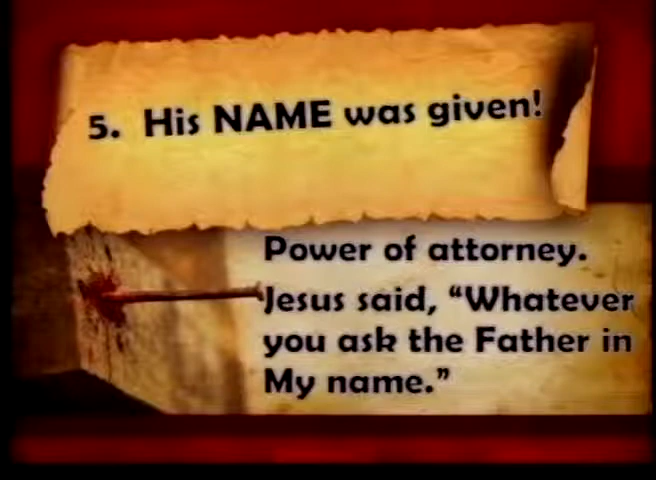 5. His NAME was given!
Power of attorney.
Jesus said, “Whatever
you ask the Father in
My name.”